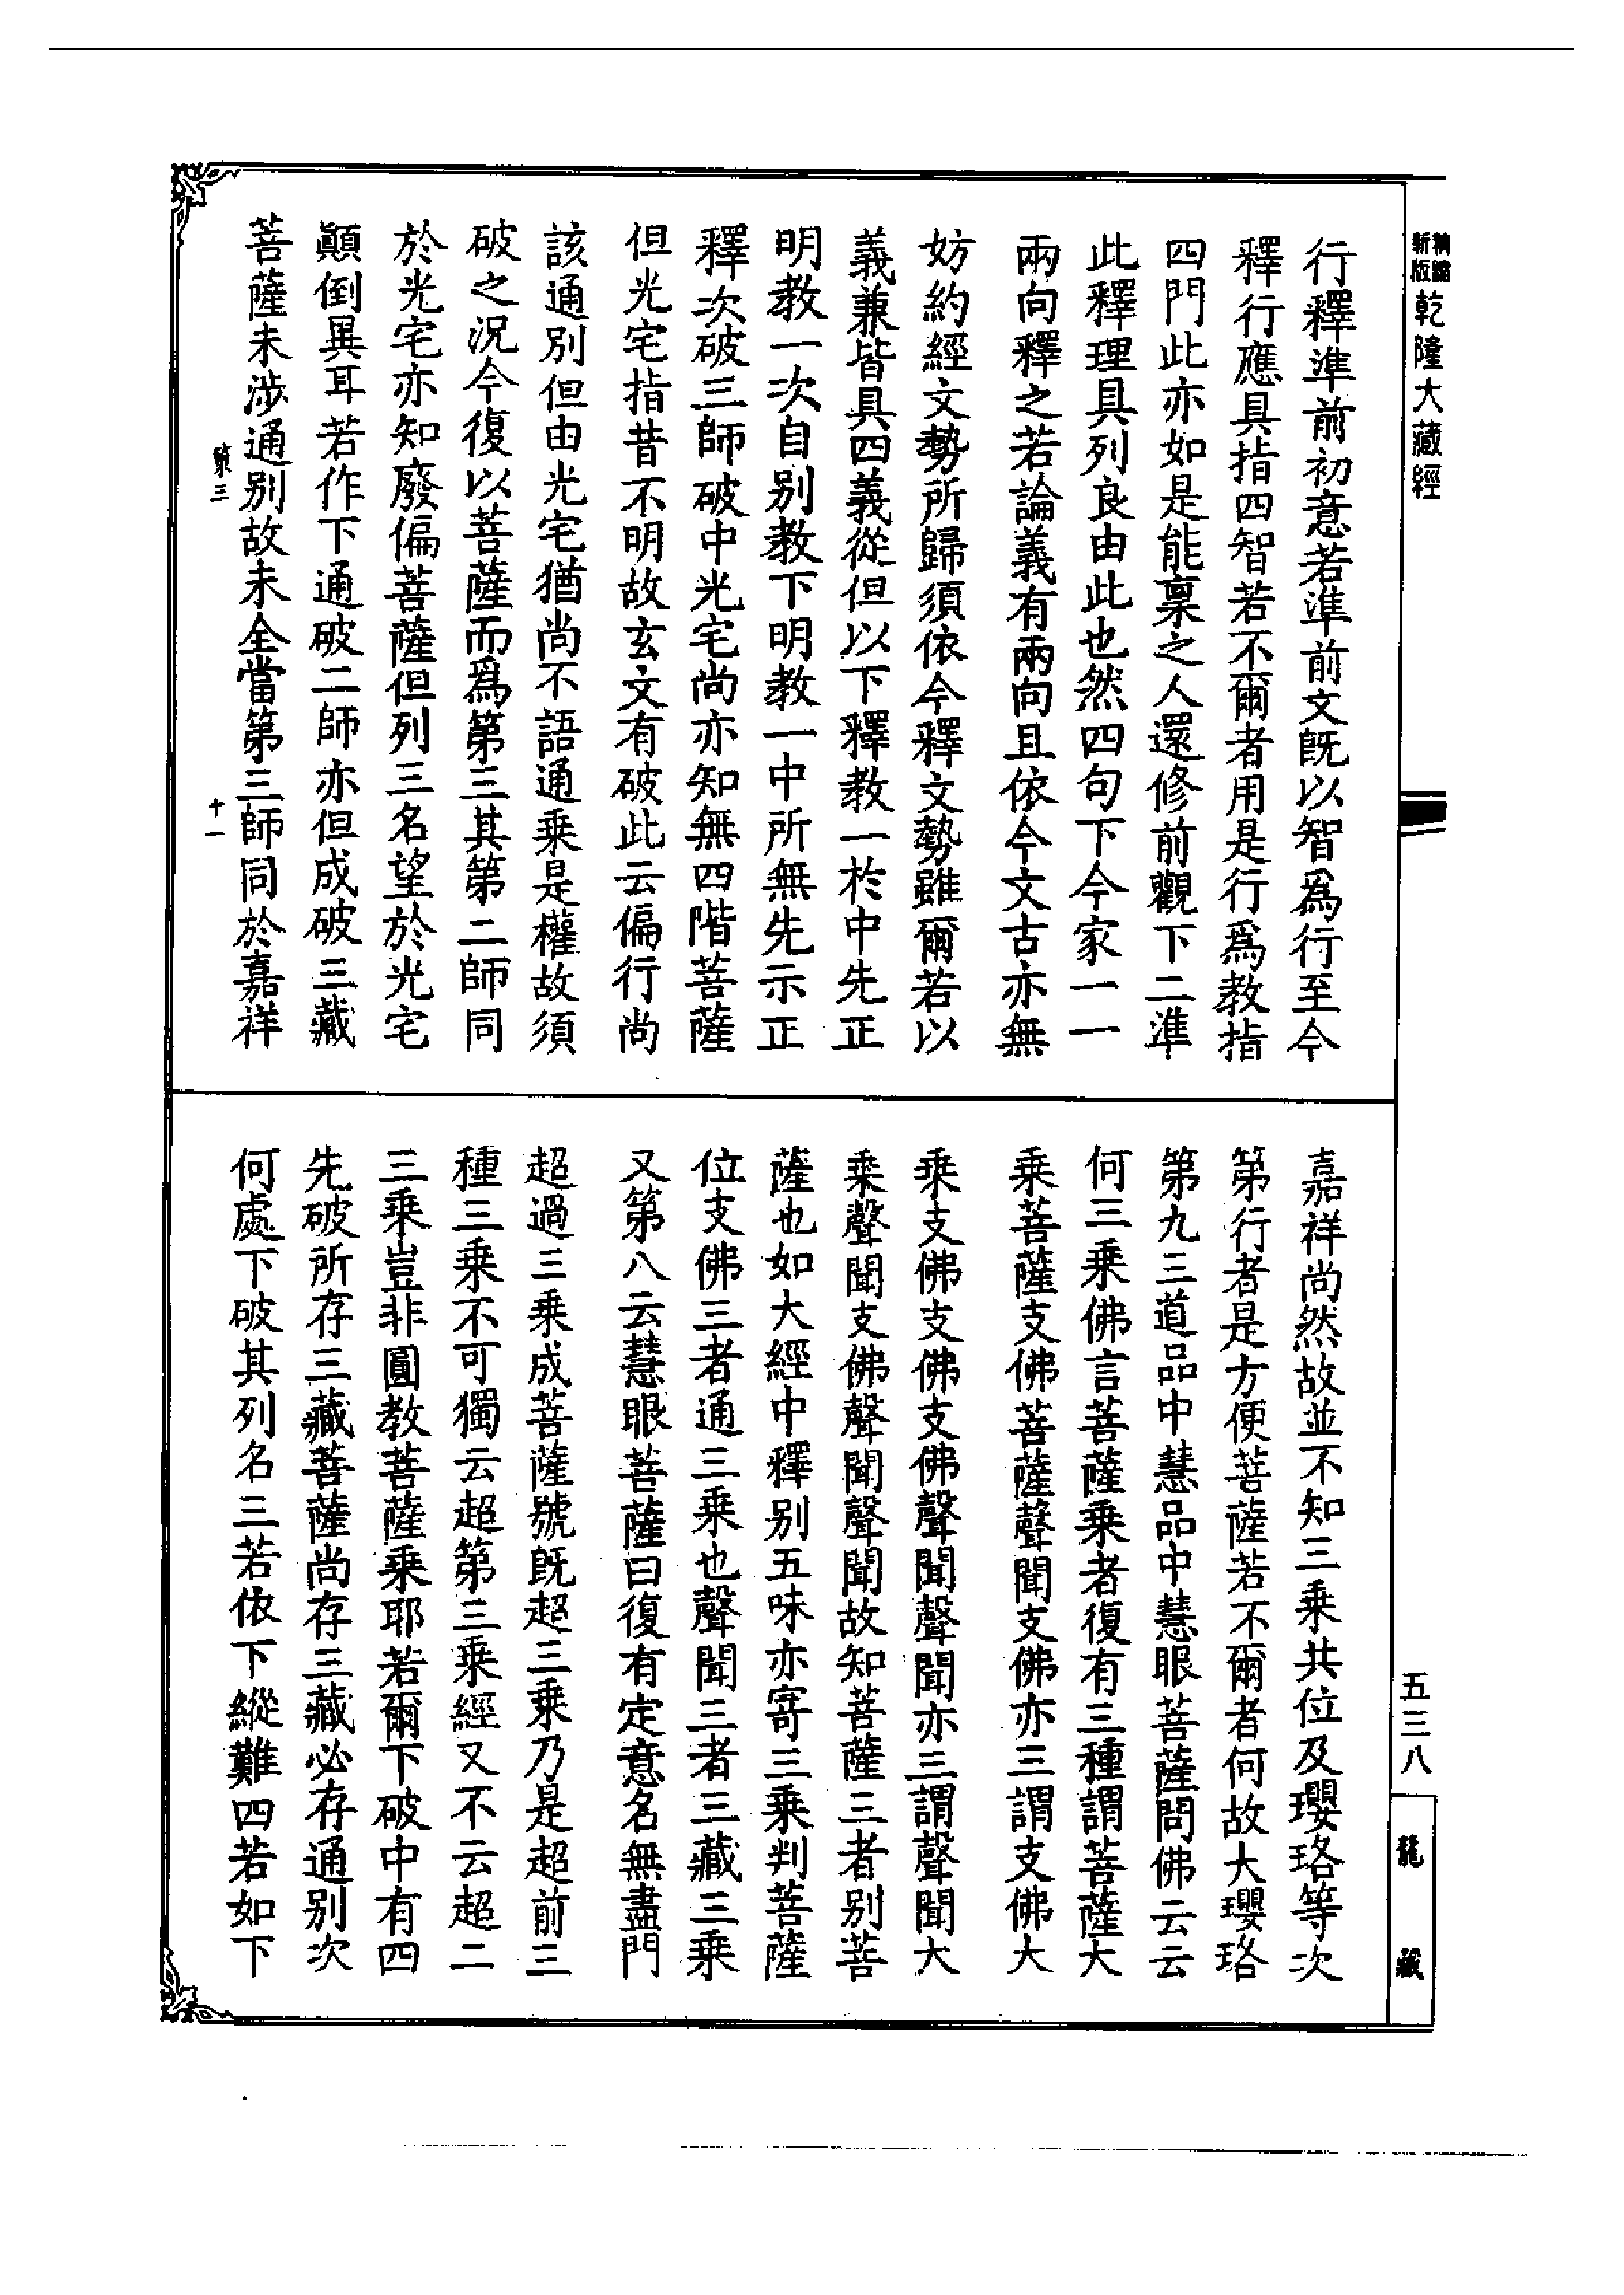 新版
精縮
乾隆大藏經
行釋準前初意若準前文既以智爲行至今
釋行應具指四智若不爾者用是行爲教指
四門此亦如是能稟之人還修前觀下二準
此釋理具列良由此也然四句下今家一一
兩向釋之若論義有兩向且依今文古亦無
妨約經文勢所歸須依今釋文勢雖爾若以
義兼皆具四義從但以下釋教一於中先正
明教一次自別教下明教一中所無先示正
釋次破三師破中光宅尚亦知無四階菩薩
但光宅指昔不明故玄文有破此云偏行尚
該通別但由光宅猶尚不語通乘是權故須
破之況今復以菩薩而爲第三其第二師同
於光宅亦知廢偏菩薩但列三名望於光宅
顛倒異耳若作下通破二師亦但成破三藏
菩薩未涉通別故未全當第三師同於嘉祥
十一
嘉祥尚然故並不知三乘共位及瓔珞等次
第行者是方便菩薩若不爾者何故大瓔珞
第九三道品中慧品中慧眼菩薩問佛云云
何三乘佛言菩薩乘者復有三種謂菩薩大
乘菩薩支佛菩薩聲聞支佛亦三謂支佛大
乘支佛支佛支佛聲聞聲聞亦三謂聲聞大
乘聲聞支佛聲聞聲聞故知菩薩三者別菩
薩也如大經中釋別五味亦寄三乘判菩薩
位支佛三者通三乘也聲聞三者三藏三乘
又第八云慧眼菩薩曰復有定意名無盡門
超過三乘成菩薩號既超三乘乃是超前三
種三乘不可獨云超第三乘經又不云超二
三乘豈非圓教菩薩乘耶若爾下破中有四
先破所存三藏菩薩尚存三藏必存通別次
何處下破其列名三若依下縱難四若如下
五三八
龍藏